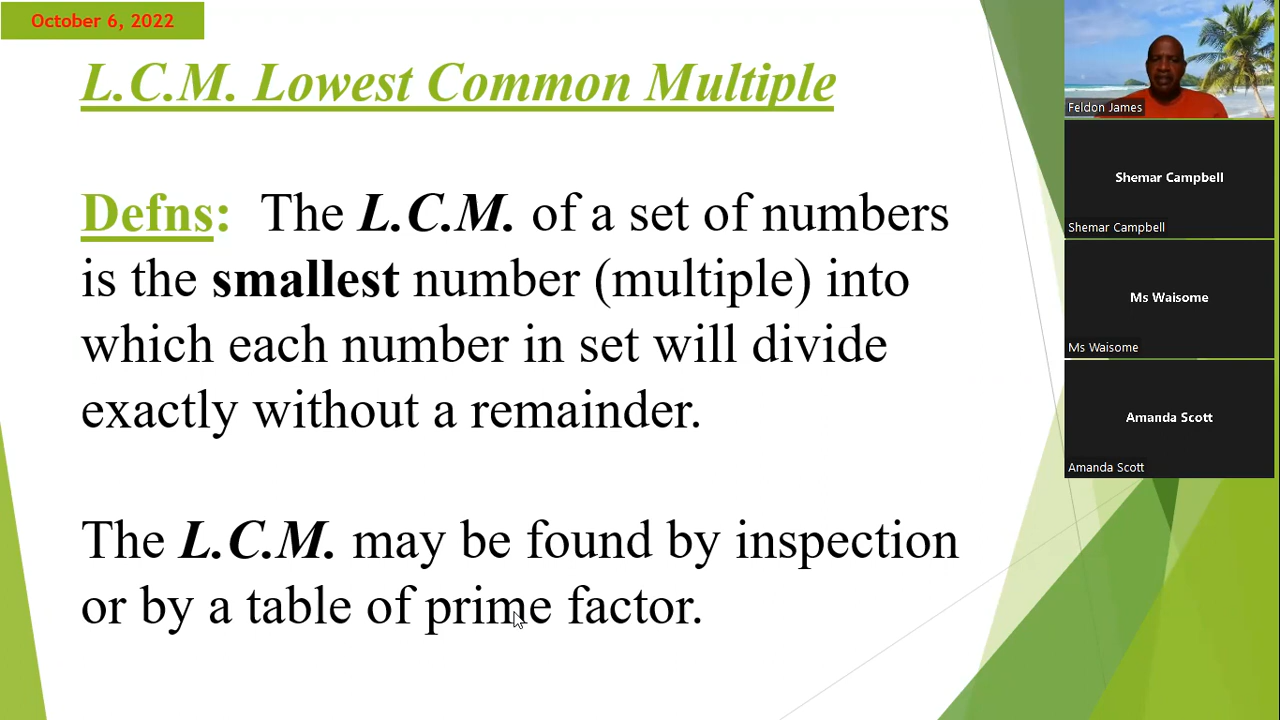 October 6, 2022
L.C.M. Lowest Common Multiple
Defns: The L.C.M. of a set of numbers
is the smallest number (multiple) into
which each number in set will divide
exactly without a remainder.
The L.C.M. may be found by inspection
or by a table of prime factor.
Feldon James
Shemar Campbell
Shemar Campbell
Ms Waisome
Ms Waisome
Amanda Scott
Amanda Scott